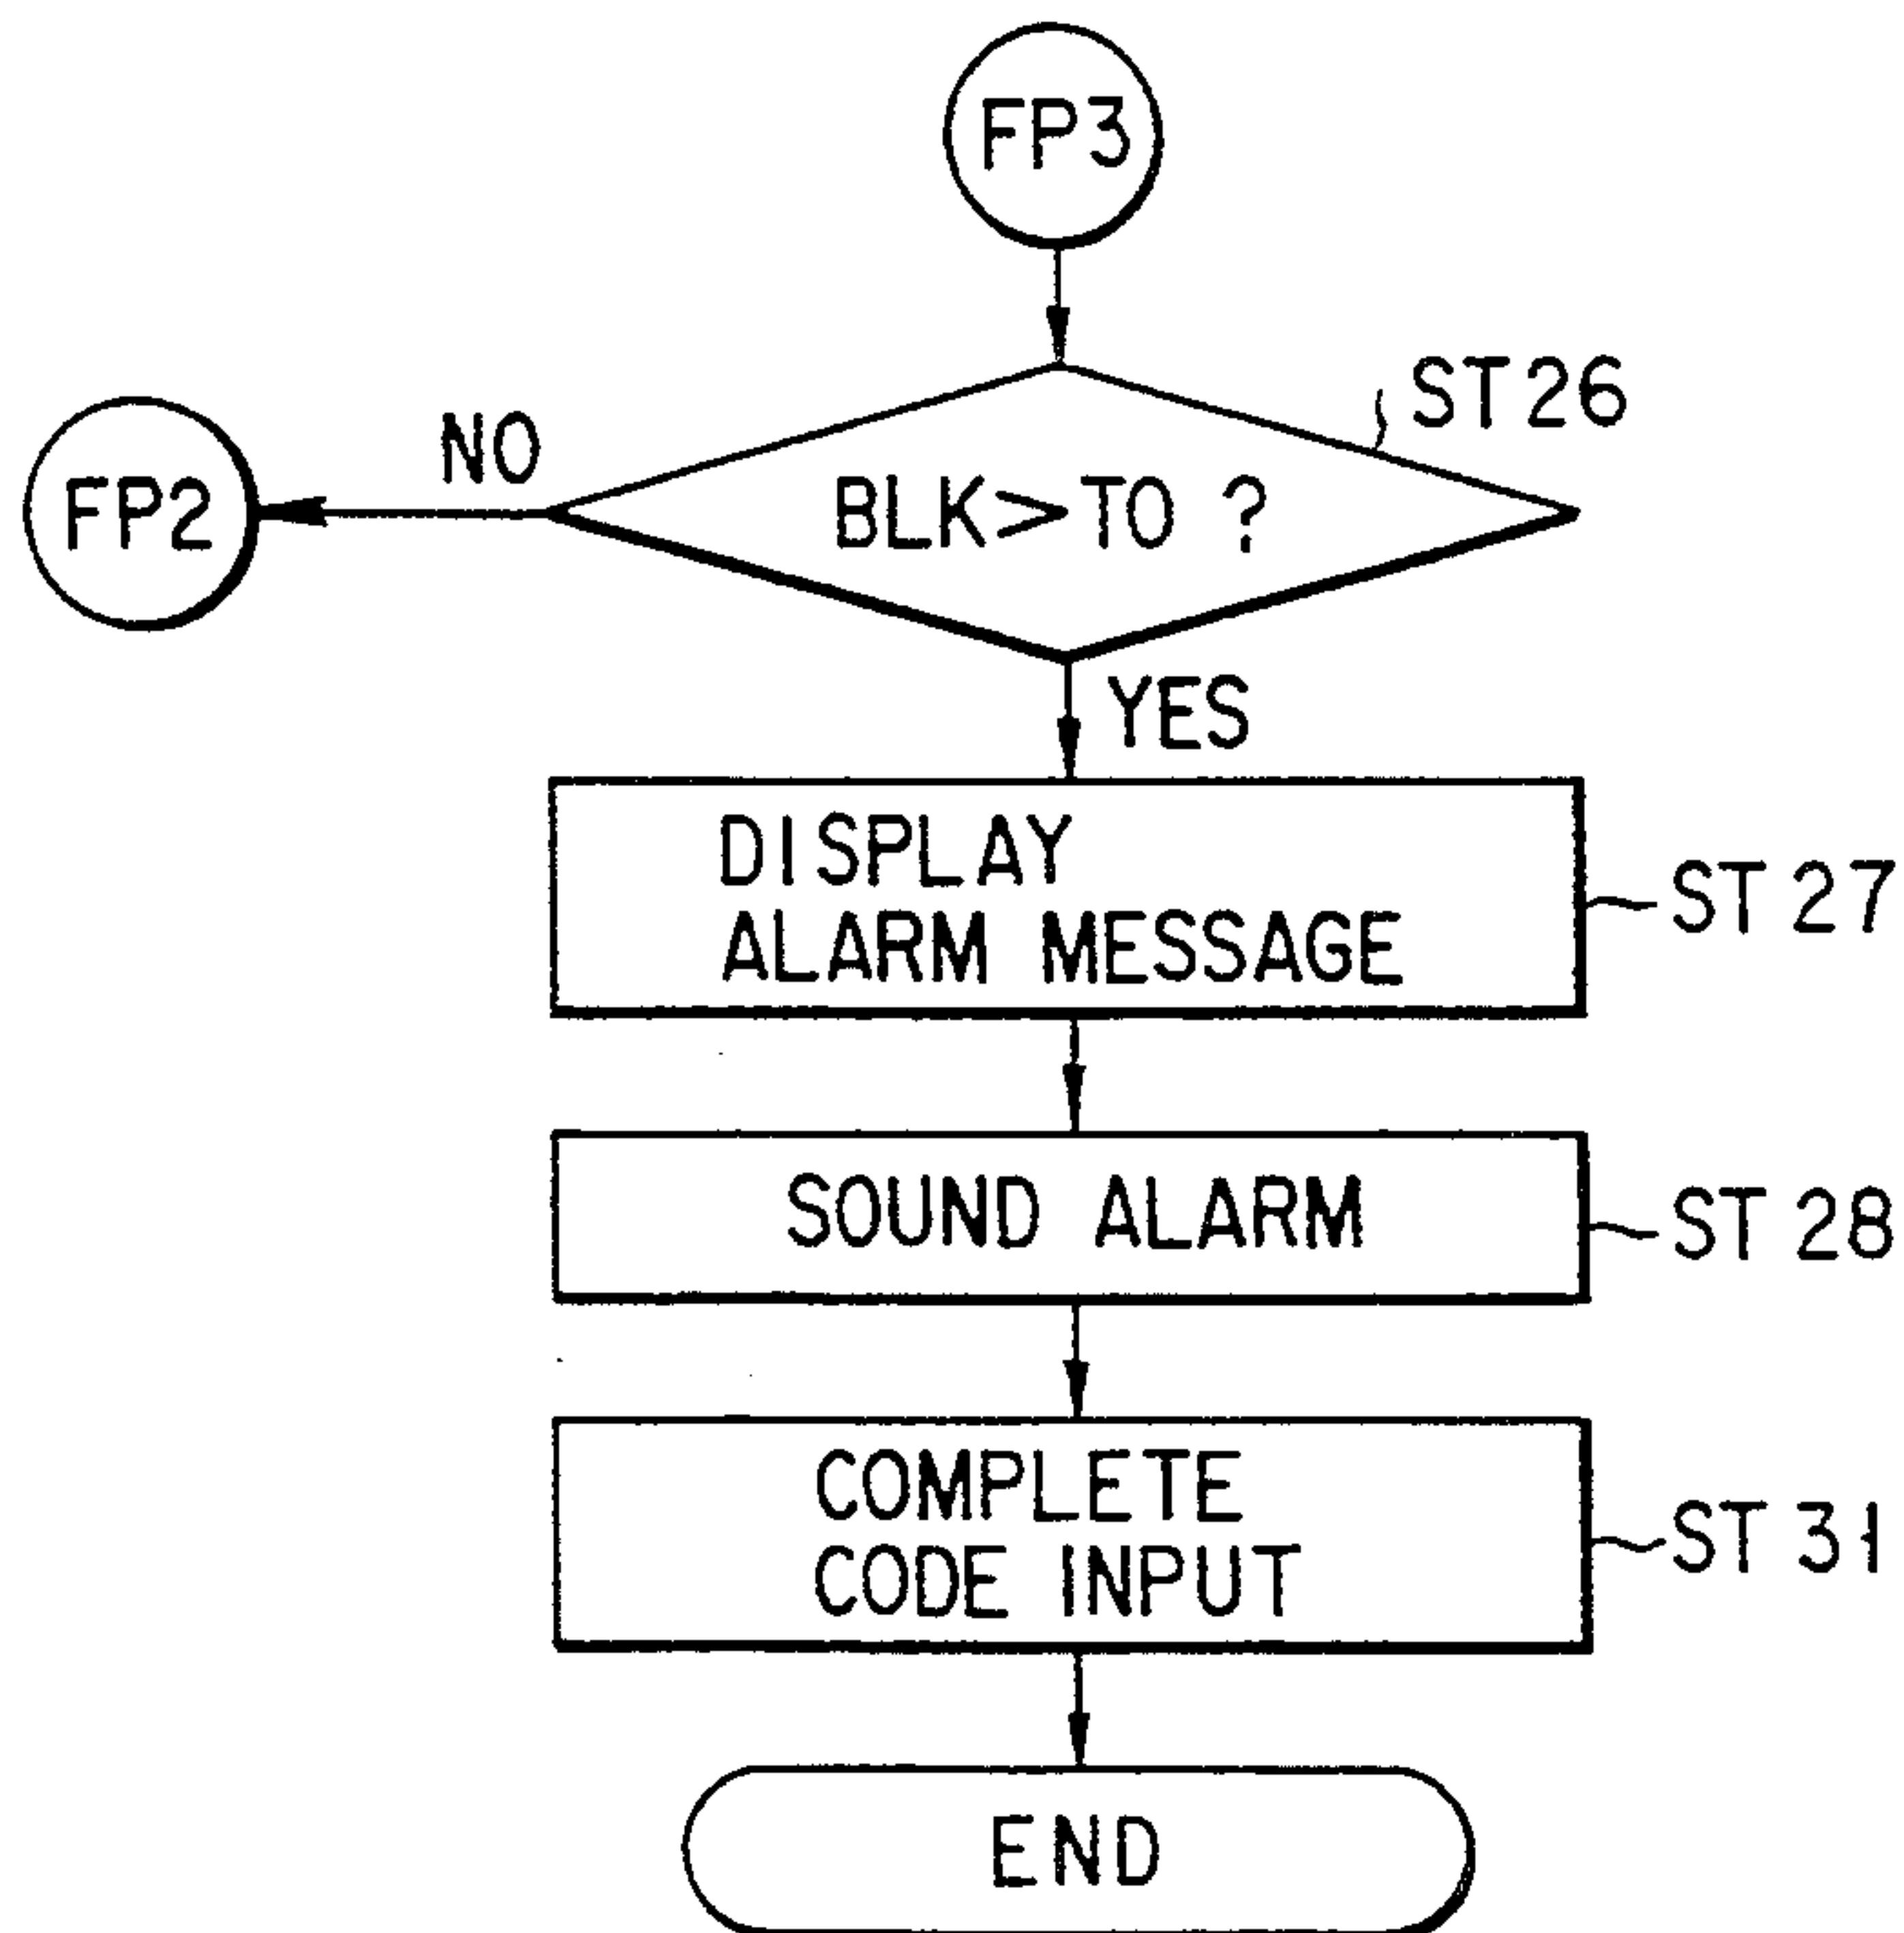 FP3
ST26
NO
FP2
BLK>TO ?
YES
DISPLAY
ALARM MESSAGE
ST 27
SOUND ALARM
ST 28
COMPLETE
CODE INPUT
ST 31
END